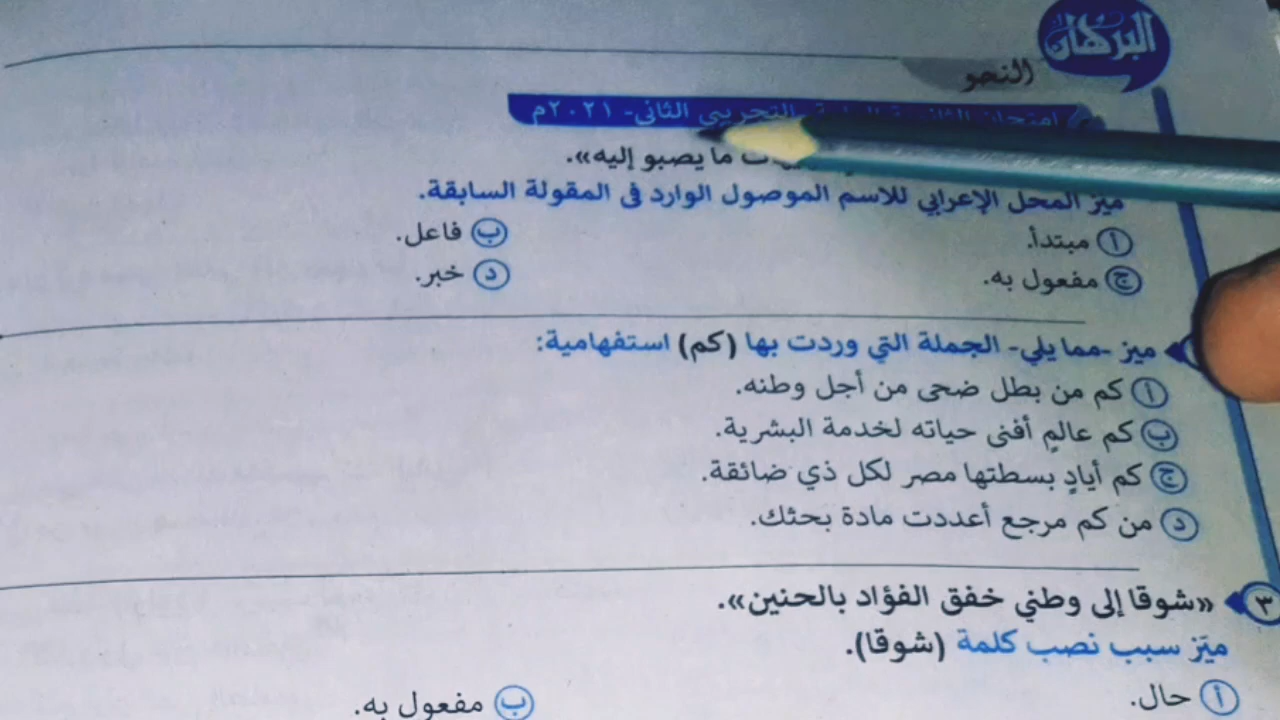 البرهان
النحو
التجريبي الثاني- ٢٠٢١م
ما يصبو إليه».
ميّز المحل الإعرابي للاسم الموصول الوارد فى المقولة السابقة.
أ مبتدأ. ب فاعل.
ج مفعول به. د خبر.
ميز -مما يلي- الجملة التي وردت بها (كم) استفهامية:
أ كم من بطل ضحى من أجل وطنه.
ب كم عالمٍ أفنى حياته لخدمة البشرية.
ج كم أيادٍ بسطتها مصر لكل ذي ضائقة.
د من كم مرجع أعددت مادة بحثك.
٣ «شوقا إلى وطني خفق الفؤاد بالحنين».
ميّز سبب نصب كلمة (شوقا).
أ حال. ب مفعول به.